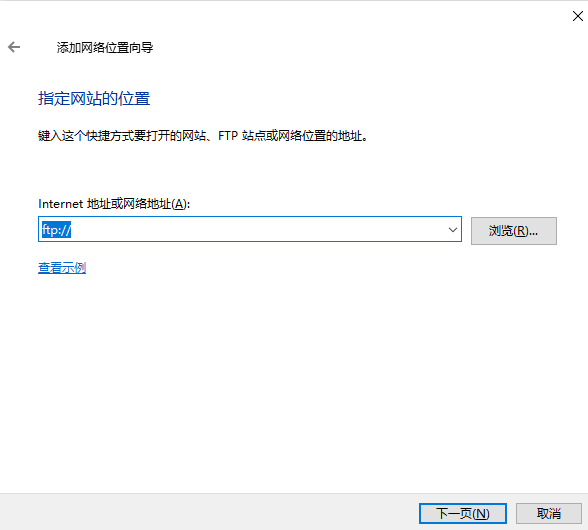 添加网络位置向导
指定网站的位置
键入这个快捷方式要打开的网站、FTP 站点或网络位置的地址。
Internet 地址或网络地址(A):
ftp://
浏览(R)...
查看示例
下一页(N)
取消